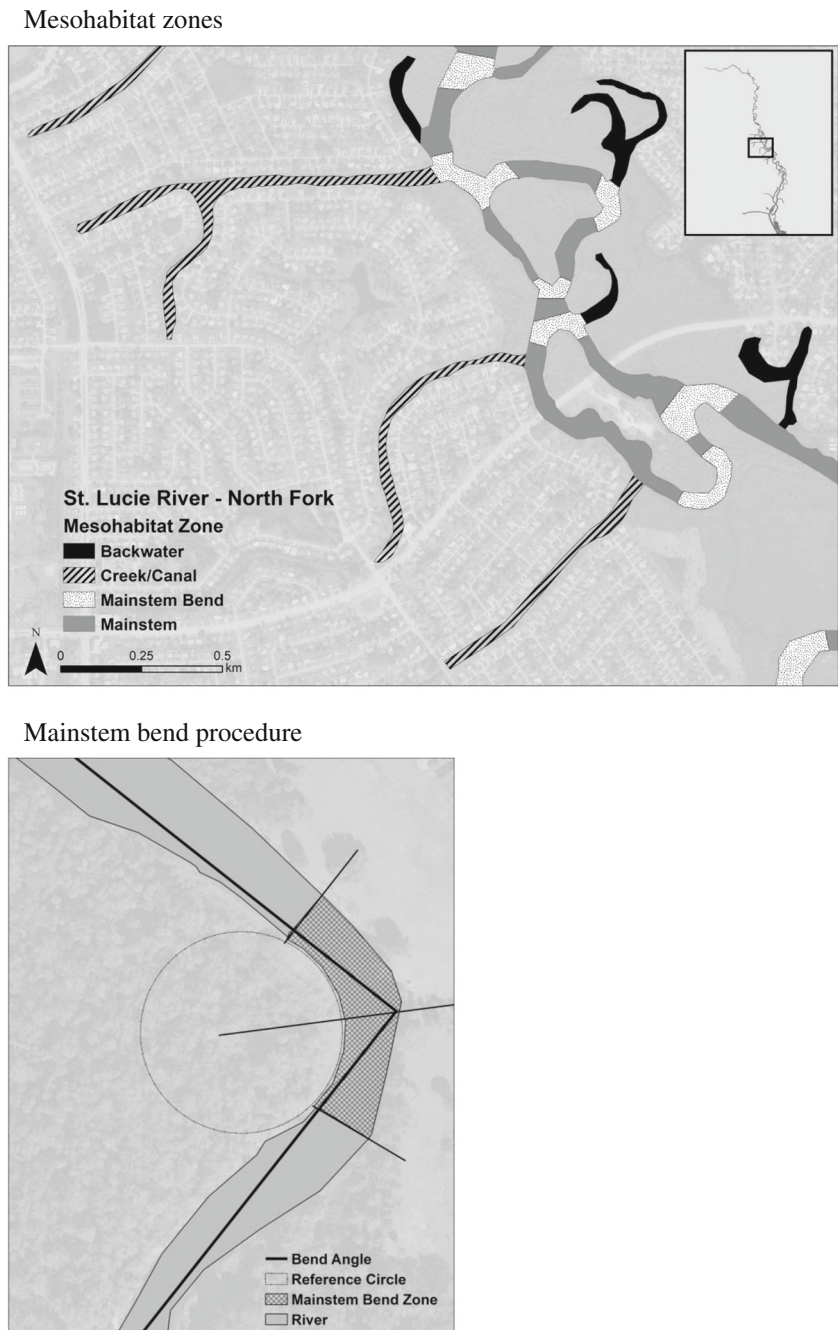 Mesohabitat zones
St. Lucie River - North Fork
Mesohabitat Zone
Backwater
Creek/Canal
Mainstem Bend
Mainstem
N
0 0.25 0.5
km
Mainstem bend procedure
Bend Angle
Reference Circle
Mainstem Bend Zone
River